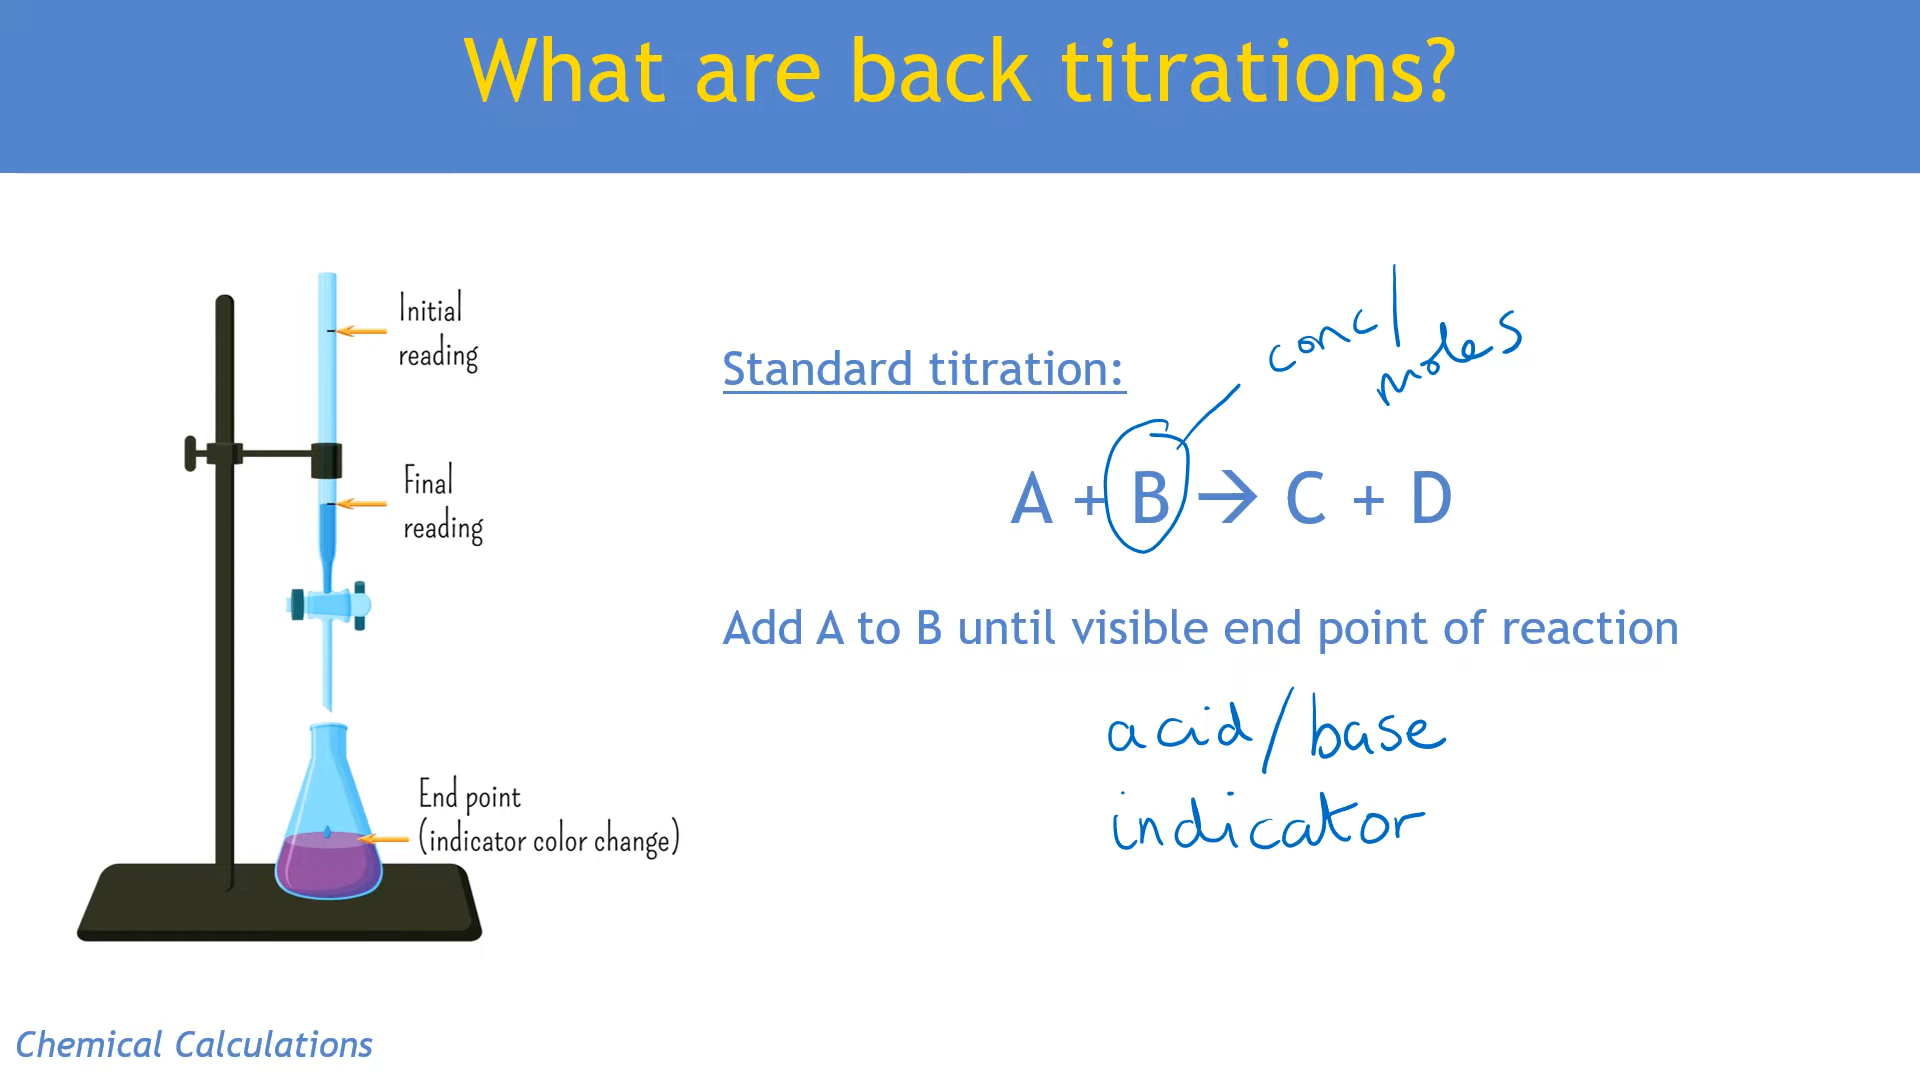 What are back titrations?
Initial
reading
Final
reading
End point
(indicator color change)
Standard titration:
conc/
moles
A + B → C + D
Add A to B until visible end point of reaction
acid/base
indicator
Chemical Calculations